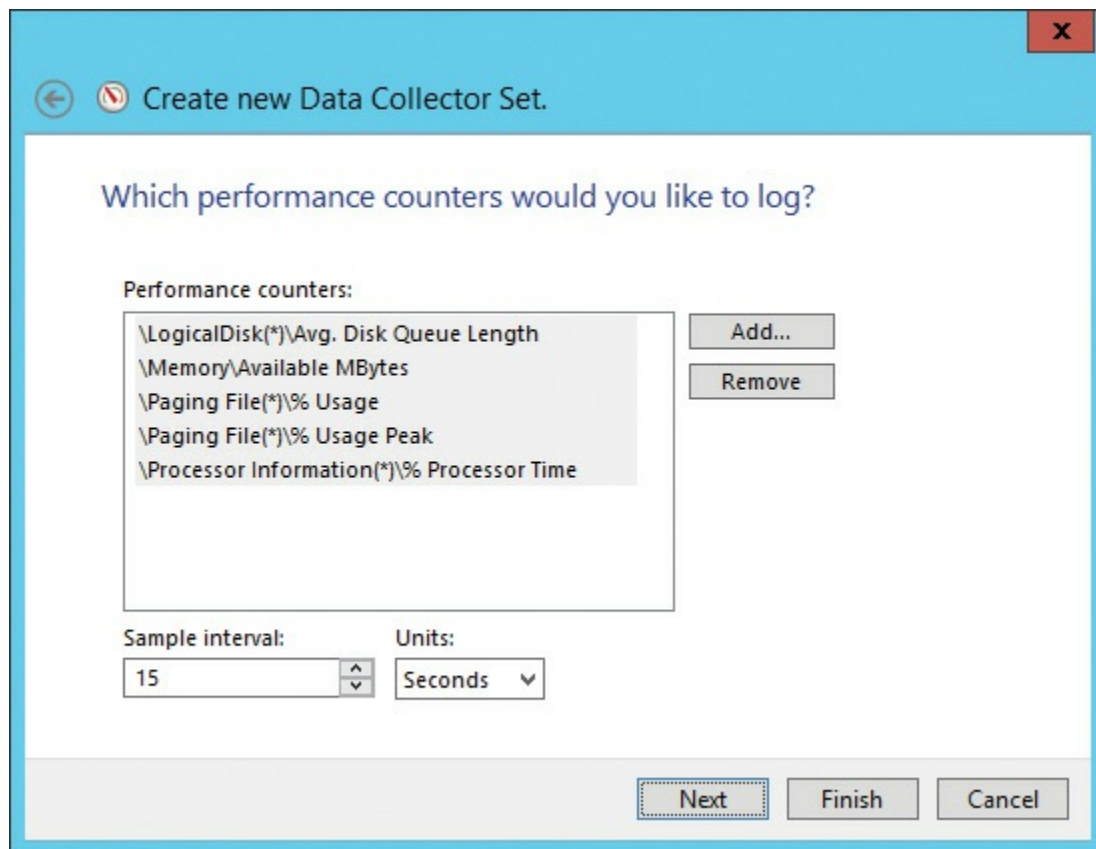 x
Create new Data Collector Set.
Which performance counters would you like to log?
Performance counters:
\LogicalDisk(*)\Avg. Disk Queue Length
\Memory\Available MBytes
\Paging File(*)\% Usage
\Paging File(*)\% Usage Peak
\Processor Information(*)\% Processor Time
Add...
Remove
Sample interval:
Units:
15
Seconds
Next
Finish
Cancel